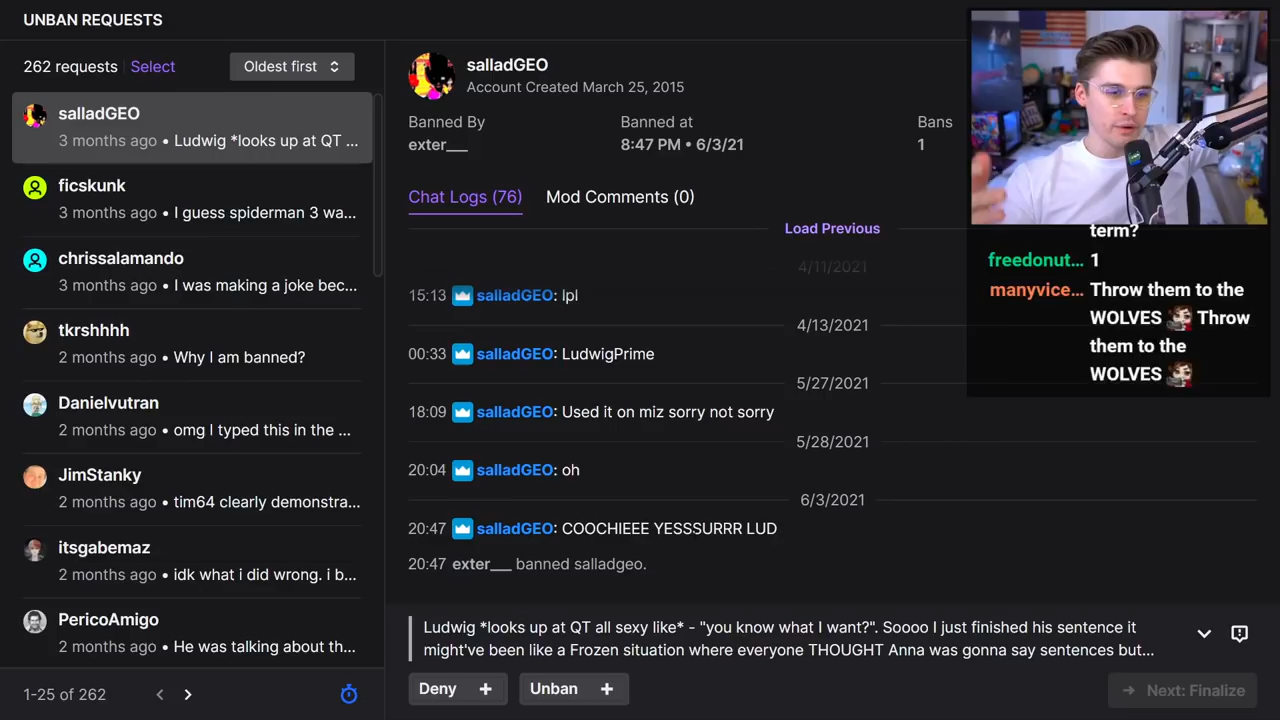 UNBAN REQUESTS
262 requests Select
Oldest first
salladGEO
3 months ago • Ludwig *looks up at QT ...
ficskunk
3 months ago • I guess spiderman 3 wa...
chrissalamando
3 months ago • I was making a joke bec...
tkrshhhh
2 months ago • Why I am banned?
Danielvutran
2 months ago • omg I typed this in the ...
JimStanky
2 months ago • tim64 clearly demonstra...
itsgabemaz
2 months ago • idk what i did wrong. i b...
PericoAmigo
2 months ago • He was talking about th...
1-25 of 262
salladGEO
Account Created March 25, 2015
Banned By
exter___
Banned at
8:47 PM • 6/3/21
Bans
1
Chat Logs (76)
Mod Comments (0)
Load Previous
4/11/2021
15:13 salladGEO: lpl
4/13/2021
00:33 salladGEO: LudwigPrime
5/27/2021
18:09 salladGEO: Used it on miz sorry not sorry
5/28/2021
20:04 salladGEO: oh
6/3/2021
20:47 salladGEO: COOCHIEEE YESSSURRR LUD
20:47 exter___ banned salladgeo.
Ludwig *looks up at QT all sexy like* - "you know what I want?". Soooo I just finished his sentence it
might've been like a Frozen situation where everyone THOUGHT Anna was gonna say sentences but...
Deny +
Unban +
→ Next: Finalize
term?
freedonut... 1
manyvice... Throw them to the
WOLVES Throw
them to the
WOLVES